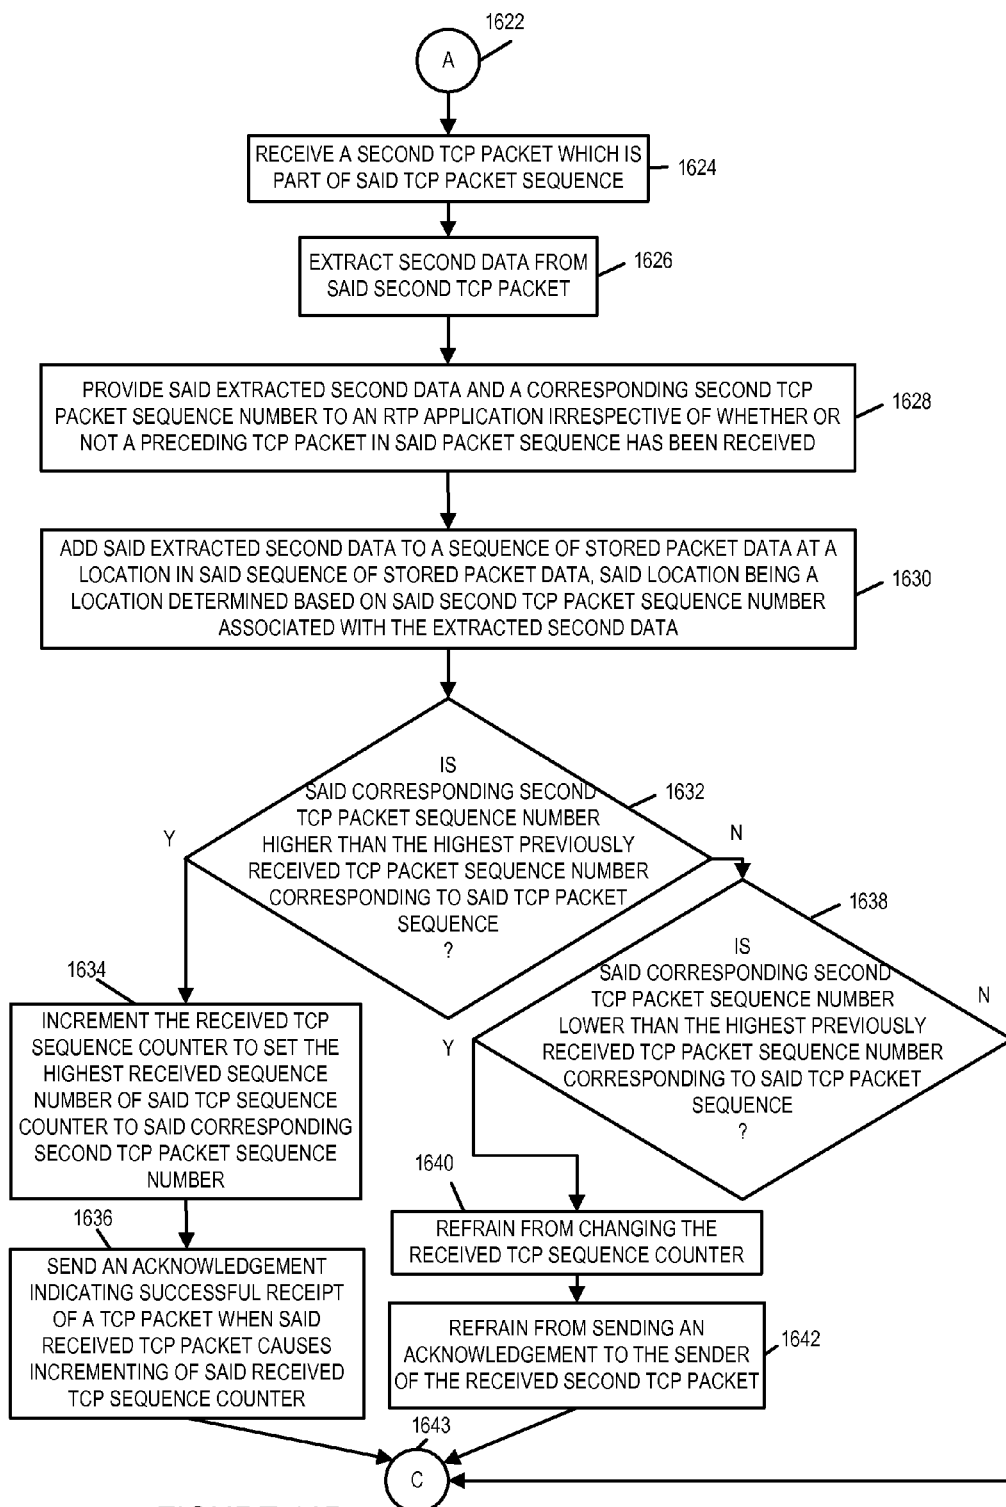 1622
A
RECEIVE A SECOND TCP PACKET WHICH IS
PART OF SAID TCP PACKET SEQUENCE
1624
EXTRACT SECOND DATA FROM
SAID SECOND TCP PACKET
1626
PROVIDE SAID EXTRACTED SECOND DATA AND A CORRESPONDING SECOND TCP
PACKET SEQUENCE NUMBER TO AN RTP APPLICATION IRRESPECTIVE OF WHETHER OR
NOT A PRECEDING TCP PACKET IN SAID PACKET SEQUENCE HAS BEEN RECEIVED
1628
ADD SAID EXTRACTED SECOND DATA TO A SEQUENCE OF STORED PACKET DATA AT A
LOCATION IN SAID SEQUENCE OF STORED PACKET DATA, SAID LOCATION BEING A
LOCATION DETERMINED BASED ON SAID SECOND TCP PACKET SEQUENCE NUMBER
ASSOCIATED WITH THE EXTRACTED SECOND DATA
1630
IS
SAID CORRESPONDING SECOND
TCP PACKET SEQUENCE NUMBER
HIGHER THAN THE HIGHEST PREVIOUSLY
RECEIVED TCP PACKET SEQUENCE NUMBER
CORRESPONDING TO SAID TCP PACKET
SEQUENCE
?
1632
Y
N
1634
INCREMENT THE RECEIVED TCP
SEQUENCE COUNTER TO SET THE
HIGHEST RECEIVED SEQUENCE
NUMBER OF SAID TCP SEQUENCE
COUNTER TO SAID CORRESPONDING
SECOND TCP PACKET SEQUENCE
NUMBER
1636
SEND AN ACKNOWLEDGEMENT
INDICATING SUCCESSFUL RECEIPT
OF A TCP PACKET WHEN SAID
RECEIVED TCP PACKET CAUSES
INCREMENTING OF SAID RECEIVED
TCP SEQUENCE COUNTER
1638
IS
SAID CORRESPONDING SECOND
TCP PACKET SEQUENCE NUMBER
LOWER THAN THE HIGHEST PREVIOUSLY
RECEIVED TCP PACKET SEQUENCE NUMBER
CORRESPONDING TO SAID TCP PACKET
SEQUENCE
?
Y
N
1640
REFRAIN FROM CHANGING THE
RECEIVED TCP SEQUENCE COUNTER
REFRAIN FROM SENDING AN
ACKNOWLEDGEMENT TO THE SENDER
OF THE RECEIVED SECOND TCP PACKET
1642
1643
C